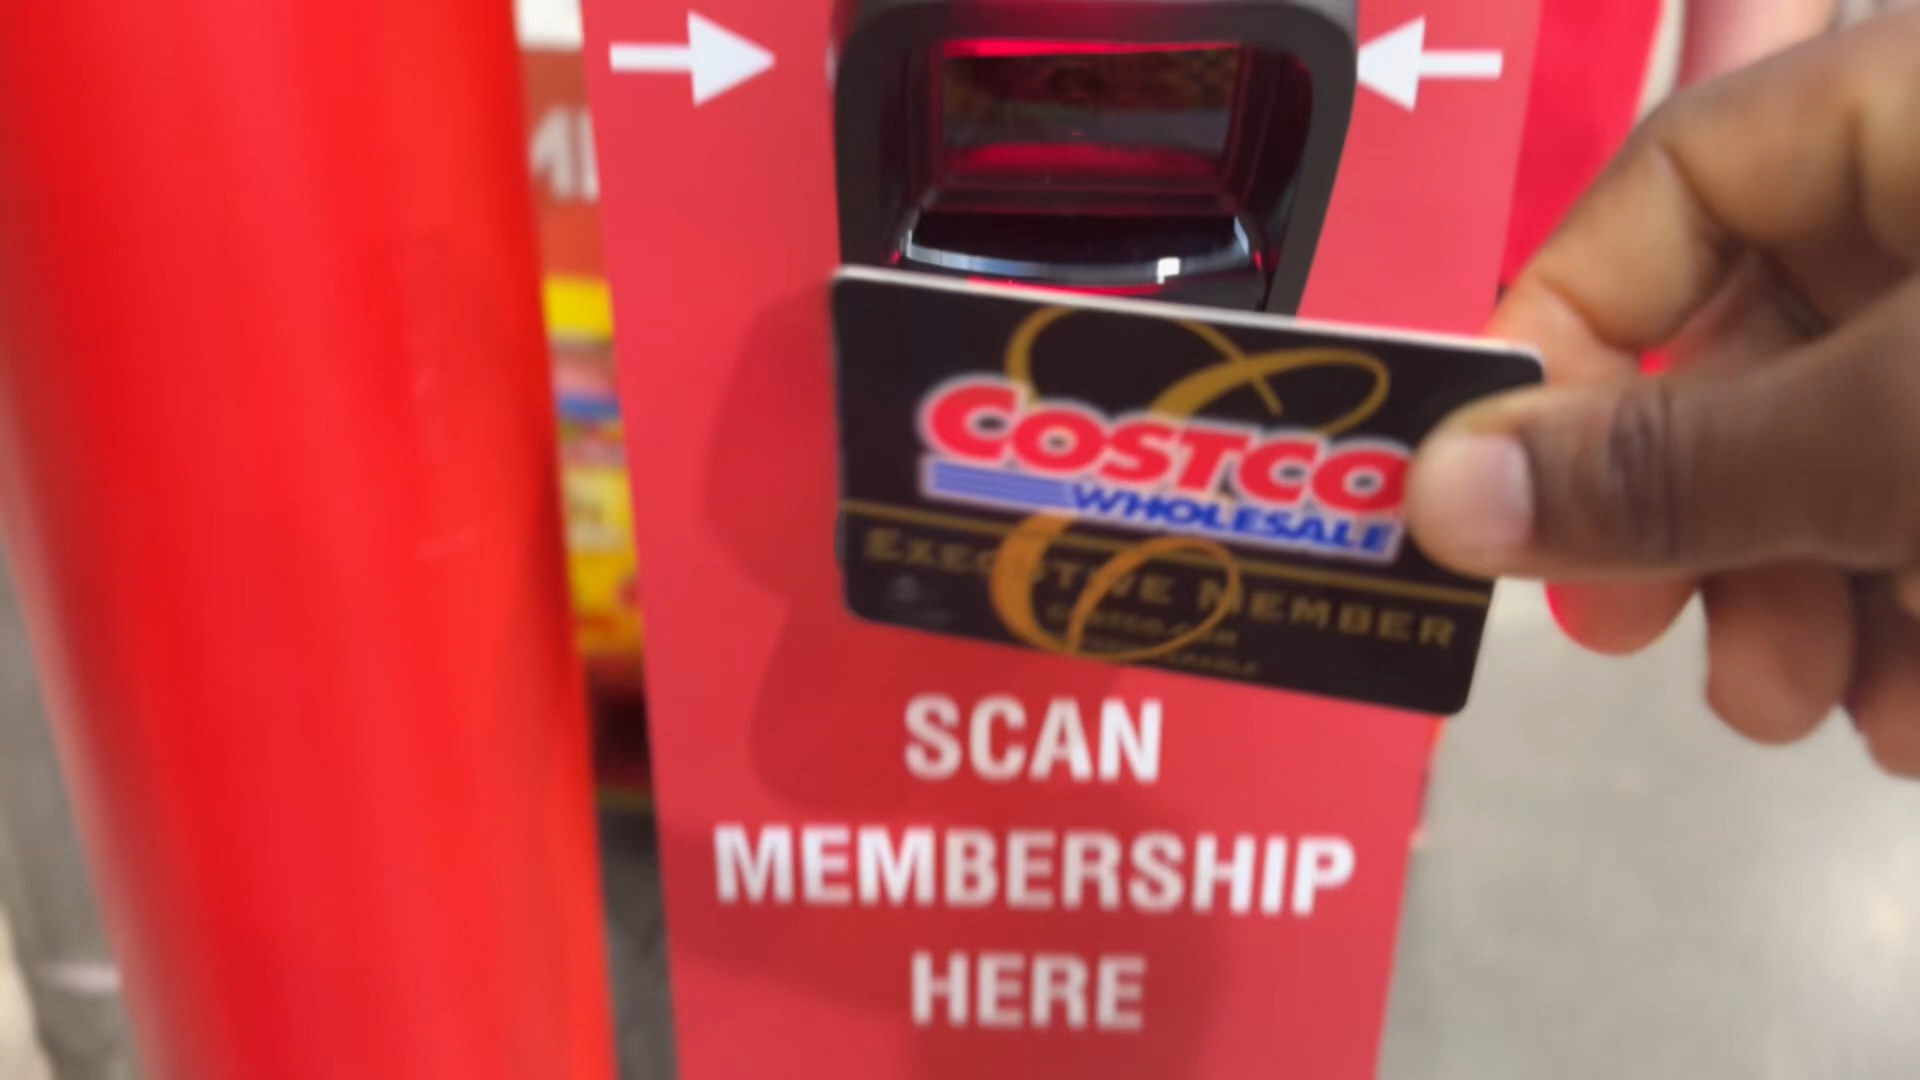 COSTCO
WHOLESALE
EXECUTIVE MEMBER
SCAN
MEMBERSHIP
HERE